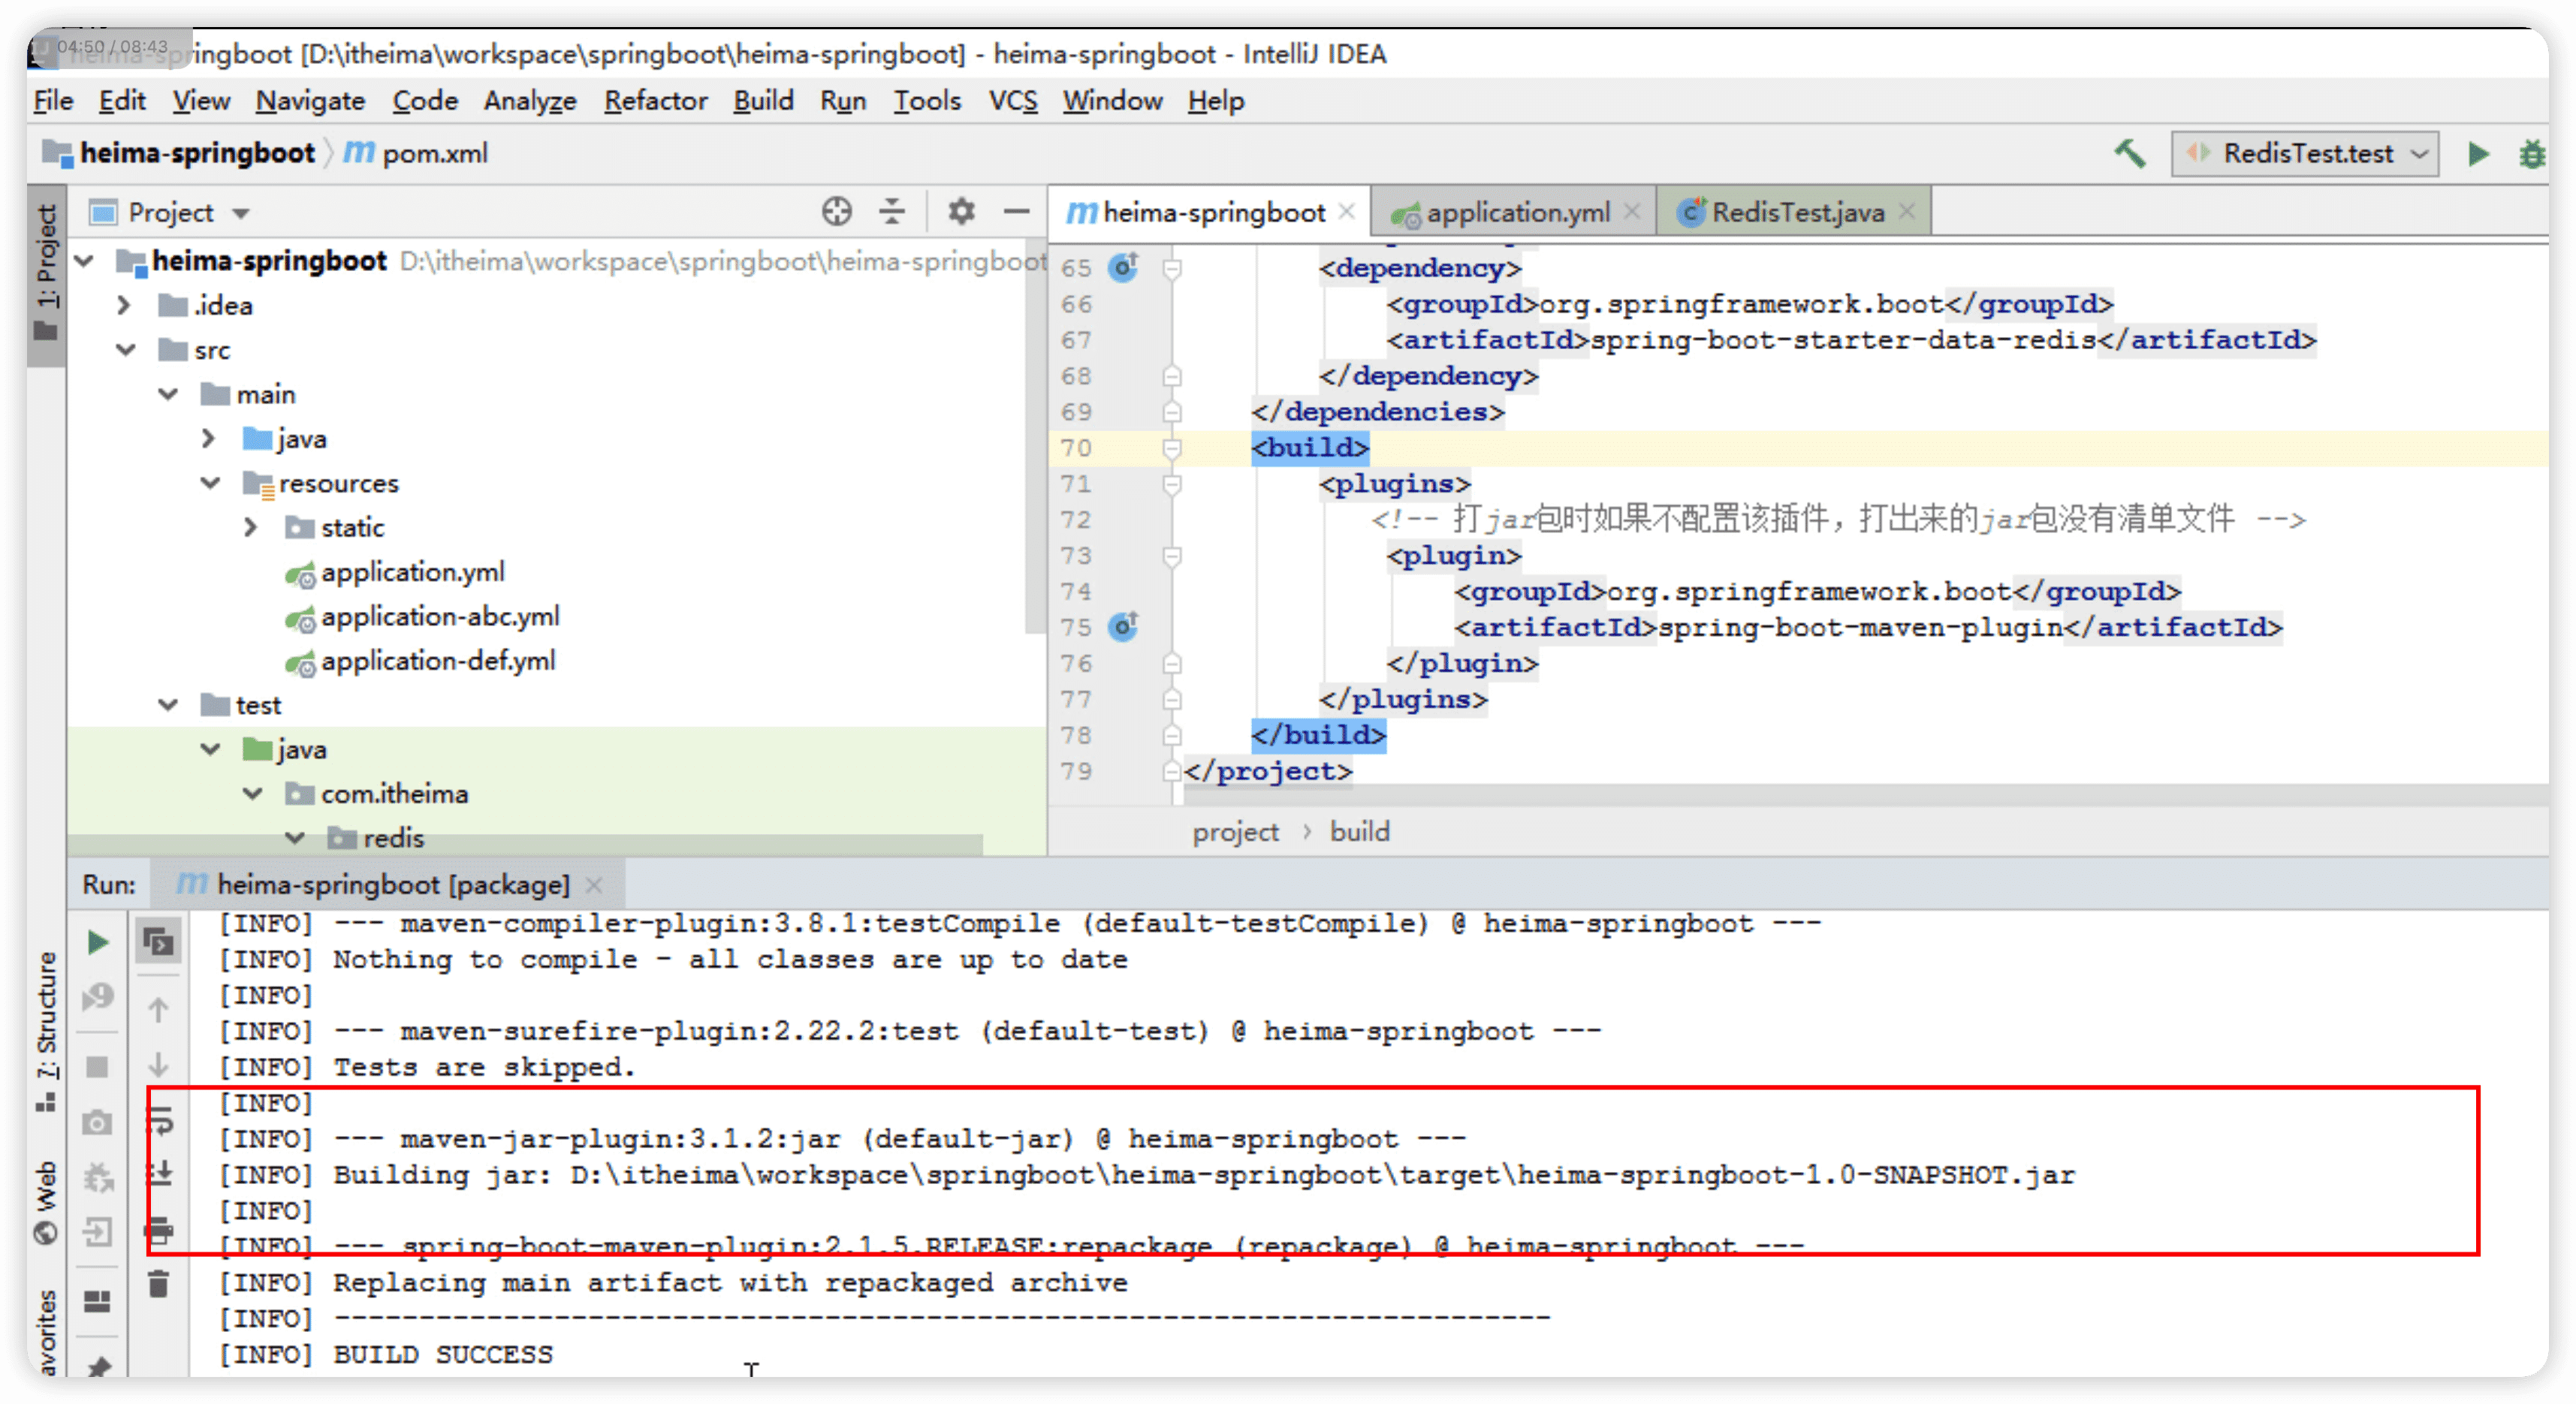 04:50 / 08:43
heima-springboot [D:\itheima\workspace\springboot\heima-springboot] - heima-springboot - IntelliJ IDEA
File Edit View Navigate Code Analyze Refactor Build Run Tools VCS Window Help
heima-springboot pom.xml
RedisTest.test
1: Project
Project
heima-springboot application.yml RedisTest.java
heima-springboot D:\itheima\workspace\springboot\heima-springboot
.idea
src
main
java
resources
static
application.yml
application-abc.yml
application-def.yml
test
java
com.itheima
redis
65 <dependency>
66 <groupId>org.springframework.boot</groupId>
67 <artifactId>spring-boot-starter-data-redis</artifactId>
68 </dependency>
69 </dependencies>
70 <build>
71 <plugins>
72 <!-- 打jar包时如果不配置该插件，打出来的jar包没有清单文件 -->
73 <plugin>
74 <groupId>org.springframework.boot</groupId>
75 <artifactId>spring-boot-maven-plugin</artifactId>
76 </plugin>
77 </plugins>
78 </build>
79 </project>
project › build
Run: heima-springboot [package]
7: Structure
Web
avorites
[INFO] --- maven-compiler-plugin:3.8.1:testCompile (default-testCompile) @ heima-springboot ---
[INFO] Nothing to compile - all classes are up to date
[INFO]
[INFO] --- maven-surefire-plugin:2.22.2:test (default-test) @ heima-springboot ---
[INFO] Tests are skipped.
[INFO]
[INFO] --- maven-jar-plugin:3.1.2:jar (default-jar) @ heima-springboot ---
[INFO] Building jar: D:\itheima\workspace\springboot\heima-springboot\target\heima-springboot-1.0-SNAPSHOT.jar
[INFO]
[INFO] --- spring-boot-maven-plugin:2.1.5.RELEASE:repackage (repackage) @ heima-springboot ---
[INFO] Replacing main artifact with repackaged archive
[INFO] ------------------------------------------------------------------------
[INFO] BUILD SUCCESS